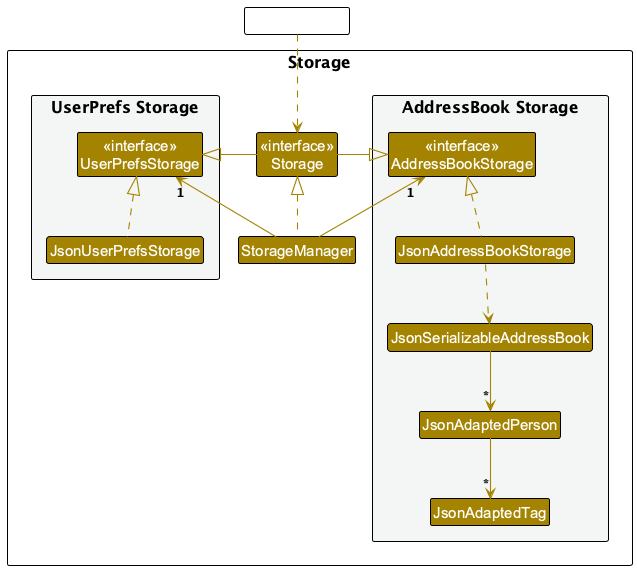 Storage
UserPrefs Storage
AddressBook Storage
«interface»
UserPrefsStorage
«interface»
Storage
«interface»
AddressBookStorage
1
1
JsonUserPrefsStorage
StorageManager
JsonAddressBookStorage
JsonSerializableAddressBook
*
JsonAdaptedPerson
*
JsonAdaptedTag